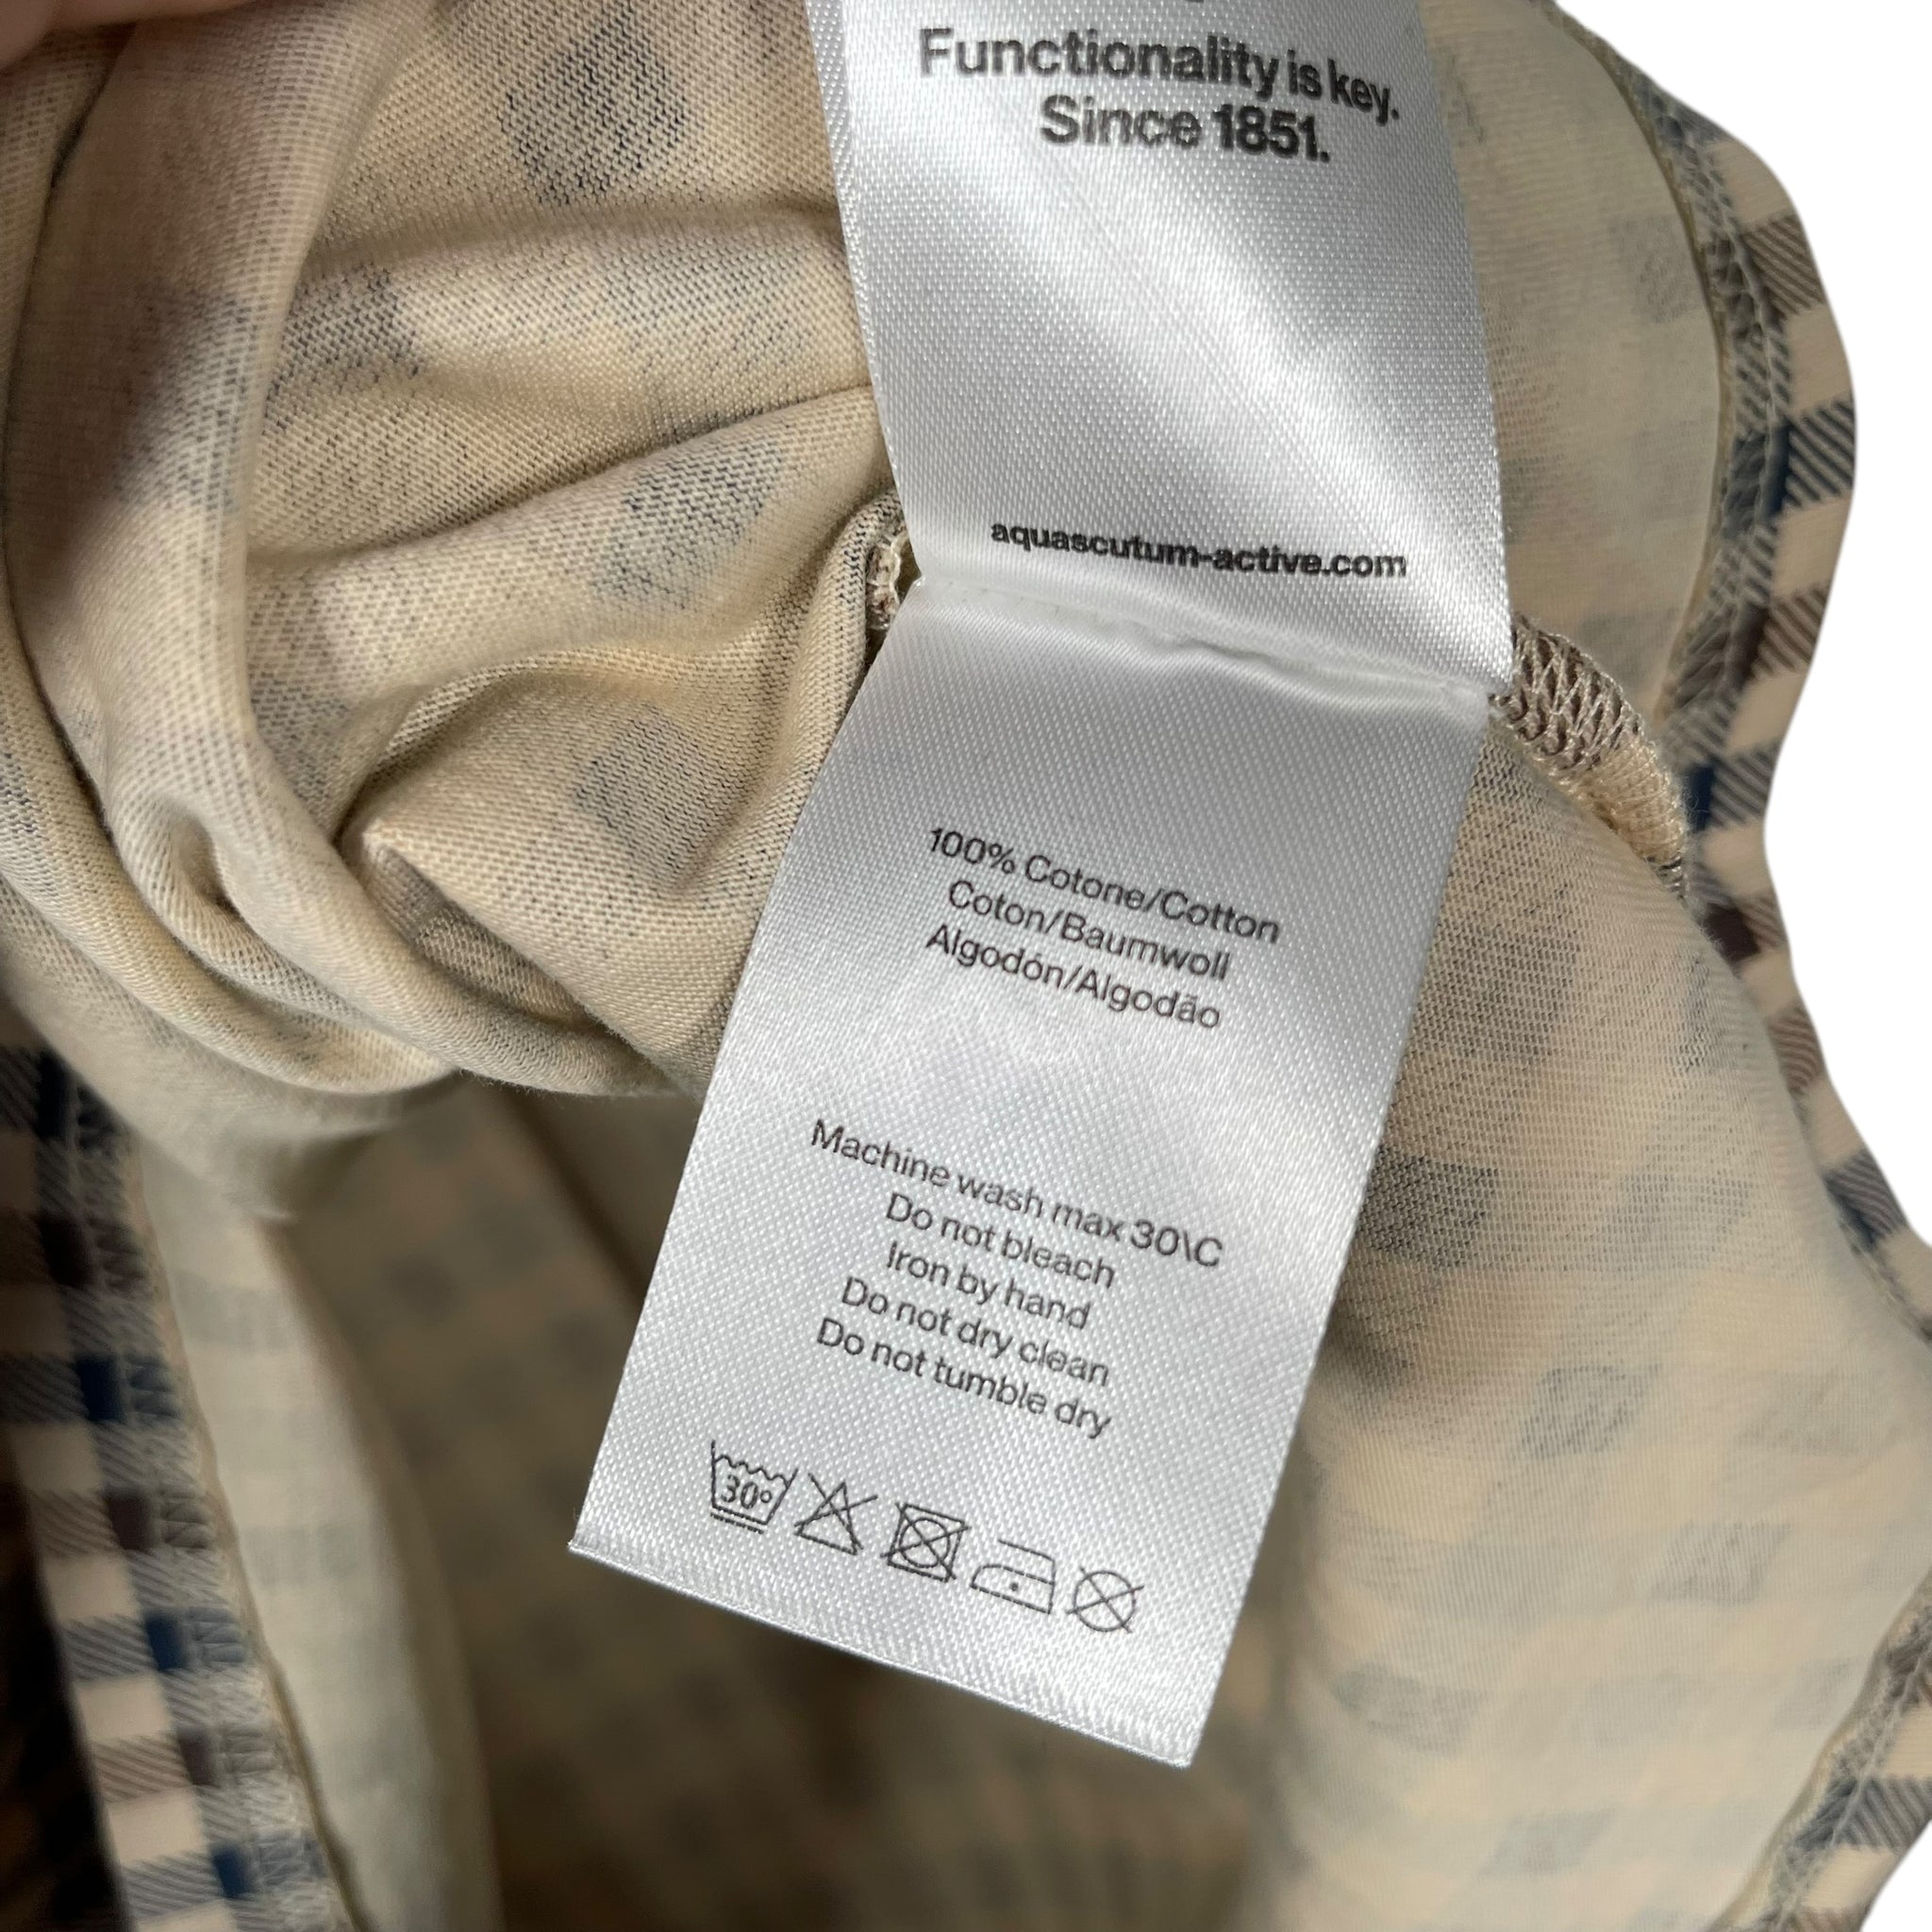 Functionality is key.
Since 1851.
aquascutum-active.com
100% Cotone/Cotton
Coton/Baumwoll
Algodón/Algodão
Machine wash max 30\C
Do not bleach
Iron by hand
Do not dry clean
Do not tumble dry
30°